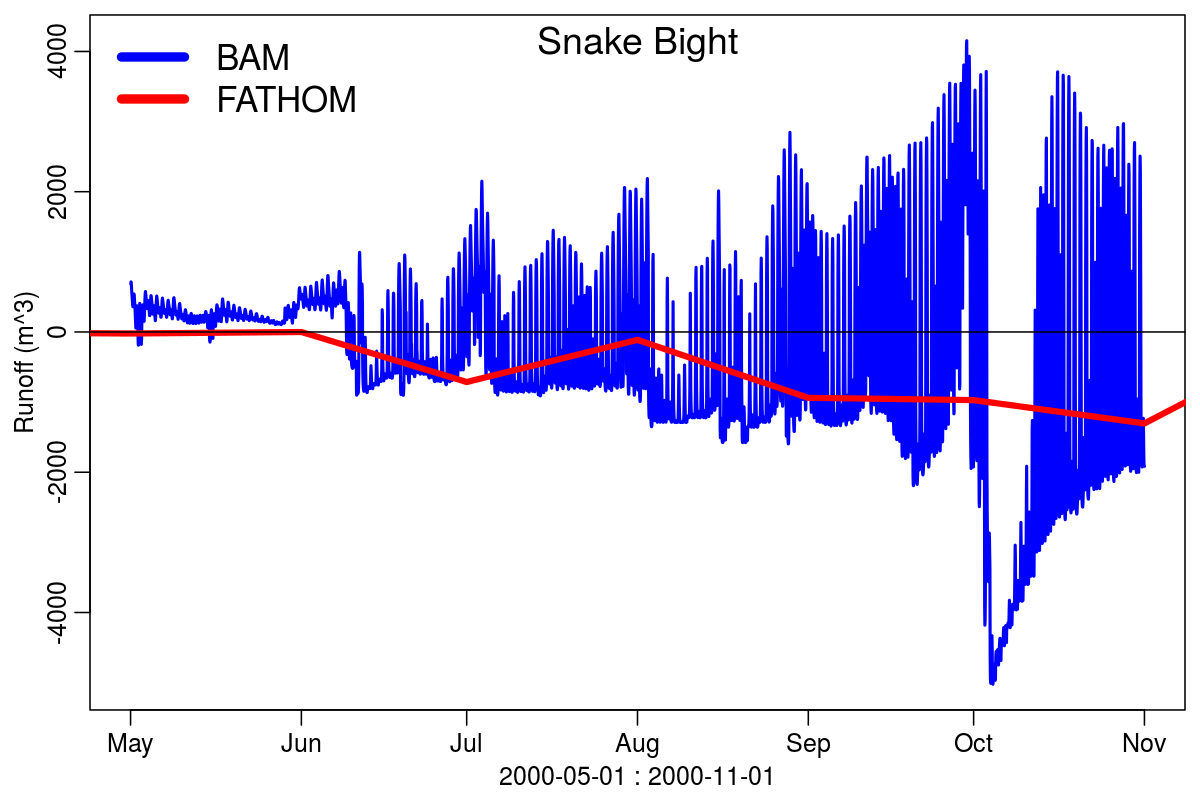 Snake Bight
BAM
FATHOM
Runoff (m^3)
4000
2000
0
-2000
-4000
May Jun Jul Aug Sep Oct Nov
2000-05-01 : 2000-11-01